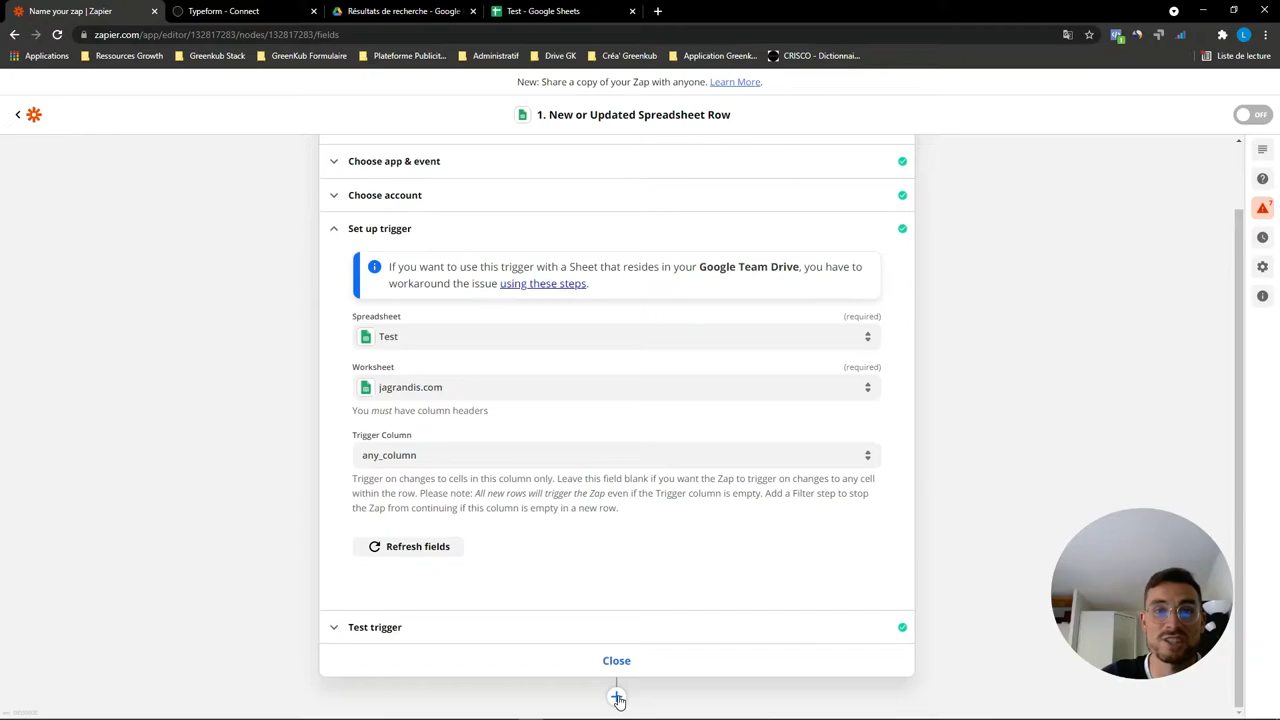 Name your zap | Zapier
Typeform - Connect
Résultats de recherche - Google
Test - Google Sheets
zapier.com/app/editor/132817283/nodes/132817283/fields
Applications
Ressources Growth
GreenKub Stack
GreenKub Formulaire
Plateforme Publicit...
Administratif
Drive GK
Créa' Greenkub
Application Greenk...
CRISCO - Dictionnai...
Liste de lecture
New: Share a copy of your Zap with anyone. Learn More.
1. New or Updated Spreadsheet Row
OFF
Choose app & event
Choose account
Set up trigger
If you want to use this trigger with a Sheet that resides in your Google Team Drive, you have to
workaround the issue using these steps.
Spreadsheet (required)
Test
Worksheet (required)
jagrandis.com
You must have column headers
Trigger Column
any_column
Trigger on changes to cells in this column only. Leave this field blank if you want the Zap to trigger on changes to any cell
within the row. Please note: All new rows will trigger the Zap even if the Trigger column is empty. Add a Filter step to stop
the Zap from continuing if this column is empty in a new row.
Refresh fields
Test trigger
Close